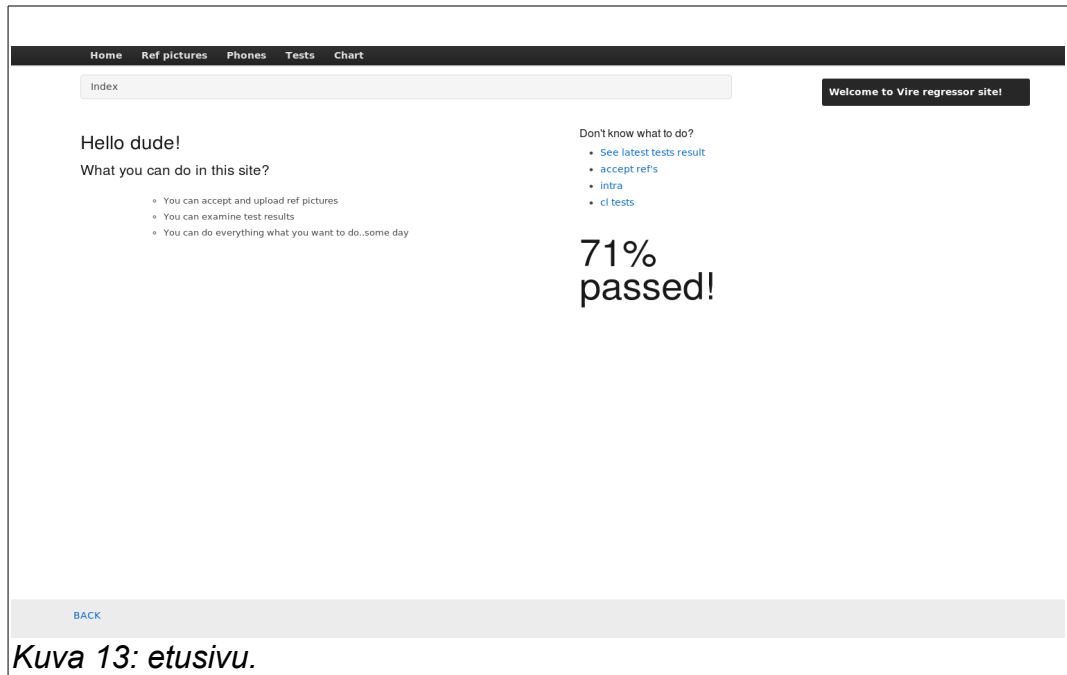 Home Ref pictures Phones Tests Chart
Index
Welcome to Vire regressor site!
Hello dude!
What you can do in this site?
You can accept and upload ref pictures
You can examine test results
You can do everything what you want to do..some day
Don't know what to do?
See latest tests result
accept ref's
intra
cl tests
71%
passed!
BACK
Kuva 13: etusivu.